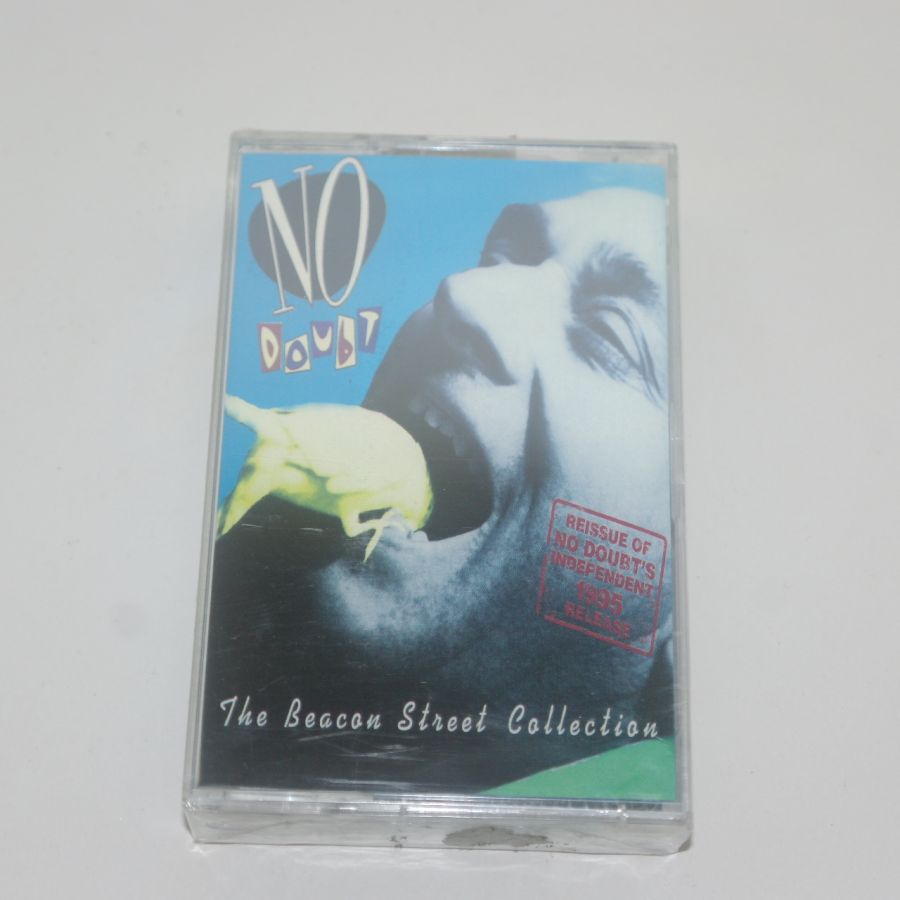 NO
DOUBT
REISSUE OF
NO DOUBT'S
INDEPENDENT
1995
RELEASE
The Beacon Street Collection